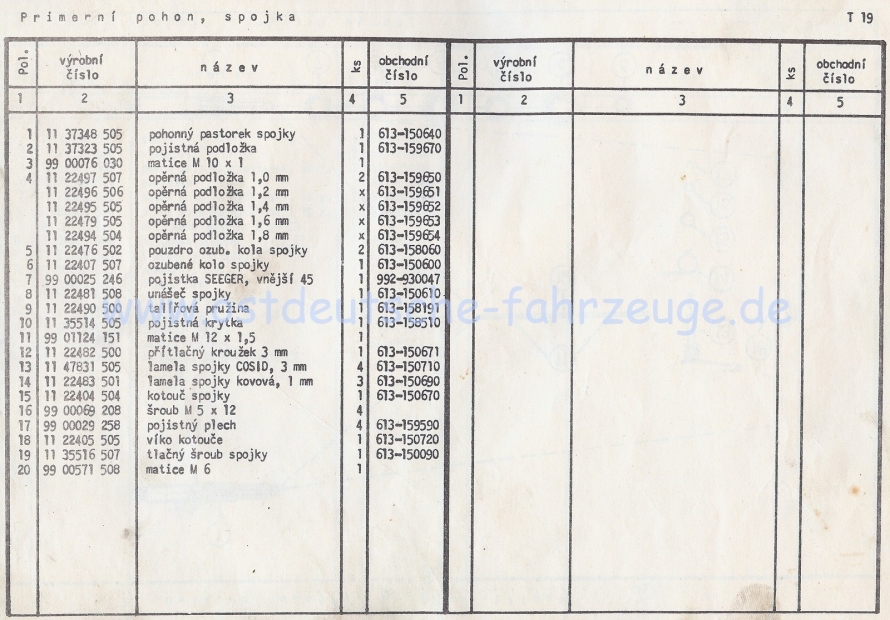 Primerní pohon, spojka T 19
Pol. výrobní číslo název ks obchodní číslo Pol. výrobní číslo název ks obchodní číslo
1 2 3 4 5 1 2 3 4 5
1 11 37348 505 pohonný pastorek spojky 1 613-150640
2 11 37323 505 pojistná podložka 1 613-159670
3 99 00076 030 matice M 10 x 1 1
4 11 22497 507 opěrná podložka 1,0 mm 2 613-159650
11 22496 506 opěrná podložka 1,2 mm x 613-159651
11 22495 505 opěrná podložka 1,4 mm x 613-159652
11 22479 505 opěrná podložka 1,6 mm x 613-159653
11 22494 504 opěrná podložka 1,8 mm x 613-159654
5 11 22476 502 pouzdro ozub. kola spojky 2 613-158060
6 11 22407 507 ozubené kolo spojky 1 613-150600
7 99 00025 246 pojistka SEEGER, vnější 45 1 992-930047
8 11 22481 508 unášeč spojky 1 613-150610
9 11 22490 500 talířová pružina 1 613-158191
10 11 35514 505 pojistná krytka 1 613-158510
www.ostdeutsche-fahrzeuge.de
11 99 01124 151 matice M 12 x 1,5 1
12 11 22482 500 přítlačný kroužek 3 mm 1 613-150671
13 11 47831 505 lamela spojky COSID, 3 mm 4 613-150710
14 11 22483 501 lamela spojky kovová, 1 mm 3 613-150690
15 11 22404 504 kotouč spojky 1 613-150670
16 99 00069 208 šroub M 5 x 12 4
17 99 00029 258 pojistný plech 4 613-159590
18 11 22405 505 víko kotouče 1 613-150720
19 11 35516 507 tlačný šroub spojky 1 613-150090
20 99 00571 508 matice M 6 1